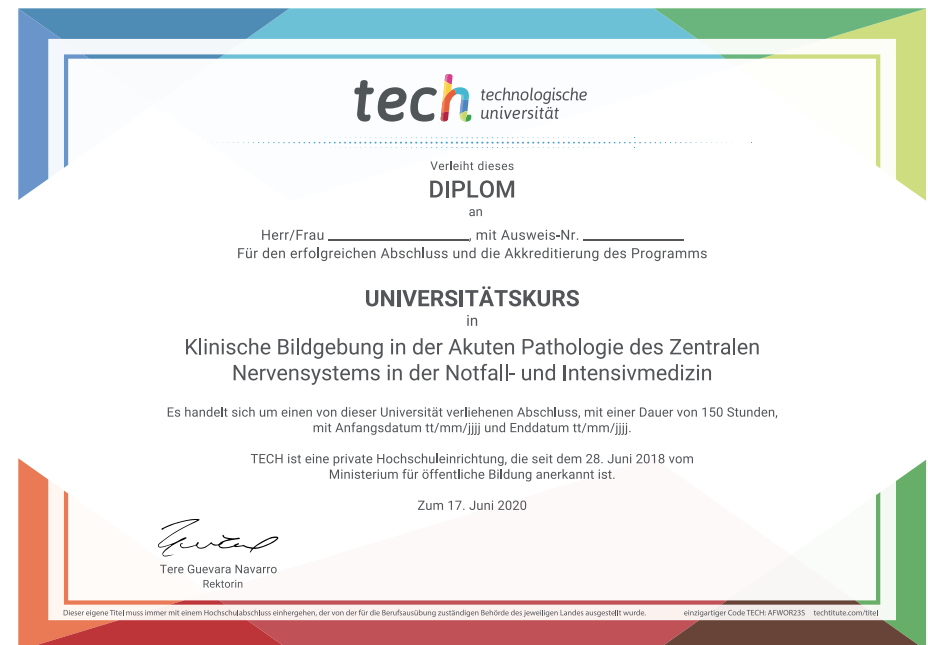 tech technologische
universität
Verleiht dieses
DIPLOM
an
Herr/Frau ____________________, mit Ausweis-Nr. ______________
Für den erfolgreichen Abschluss und die Akkreditierung des Programms
UNIVERSITÄTSKURS
in
Klinische Bildgebung in der Akuten Pathologie des Zentralen
Nervensystems in der Notfall- und Intensivmedizin
Es handelt sich um einen von dieser Universität verliehenen Abschluss, mit einer Dauer von 150 Stunden,
mit Anfangsdatum tt/mm/jjjj und Enddatum tt/mm/jjjj.
TECH ist eine private Hochschuleinrichtung, die seit dem 28. Juni 2018 vom
Ministerium für öffentliche Bildung anerkannt ist.
Zum 17. Juni 2020
Tere Guevara Navarro
Rektorin
Dieser eigene Titel muss immer mit einem Hochschulabschluss einhergehen, der von der für die Berufsausübung zuständigen Behörde des jeweiligen Landes ausgestellt wurde. einzigartiger Code TECH: AFWOR23S techtitute.com/titel